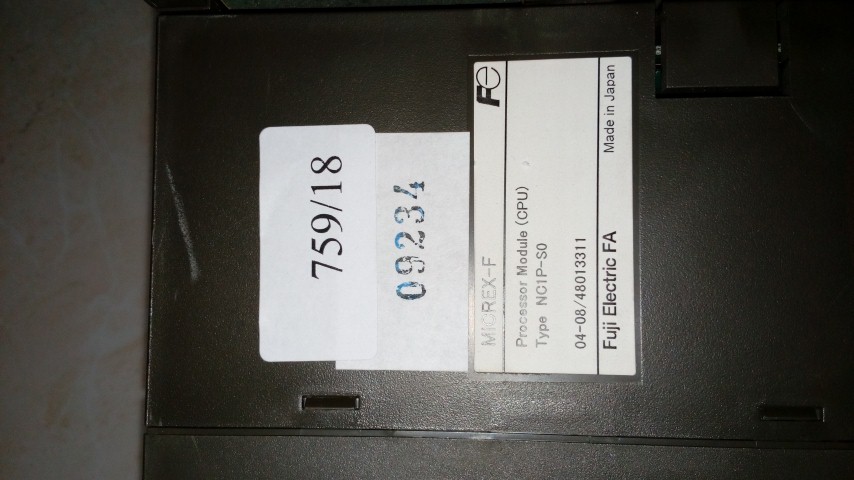 759/18
09234
MICREX-F
Fe
Processor Module (CPU)
Type NC1P-S0
04-08/48013311
Fuji Electric FA
Made in Japan